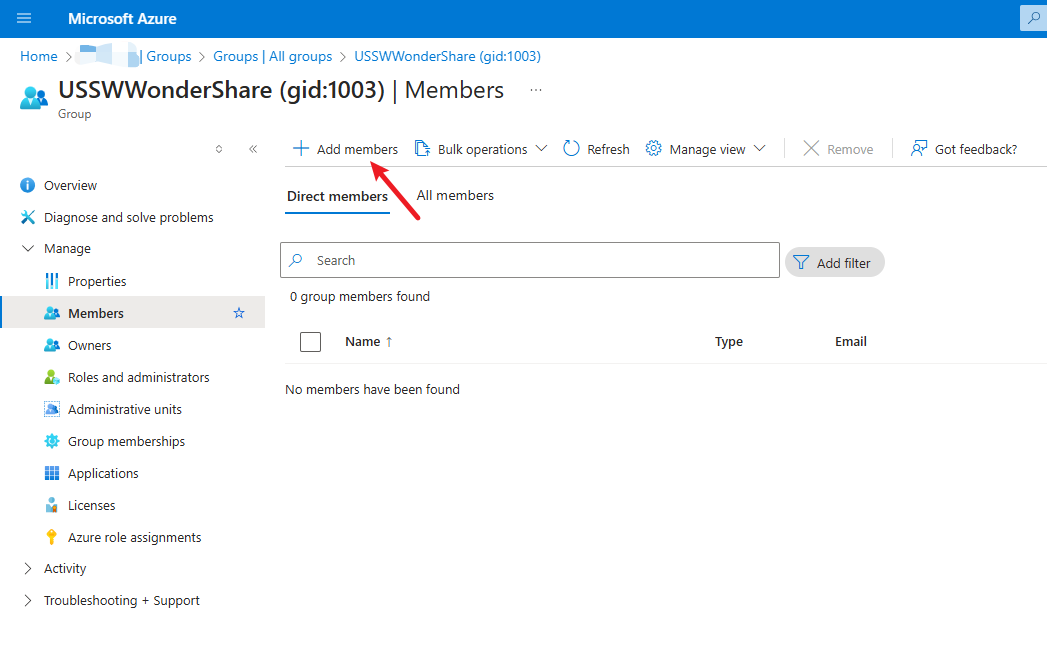 Microsoft Azure
Home > | Groups > Groups | All groups > USSWWonderShare (gid:1003)
USSWWonderShare (gid:1003) | Members ...
Group
Add members Bulk operations Refresh Manage view Remove Got feedback?
Overview
Diagnose and solve problems
Manage
Properties
Members
Owners
Roles and administrators
Administrative units
Group memberships
Applications
Licenses
Azure role assignments
Activity
Troubleshooting + Support
Direct members All members
Search Add filter
0 group members found
Name ↑ Type Email
No members have been found